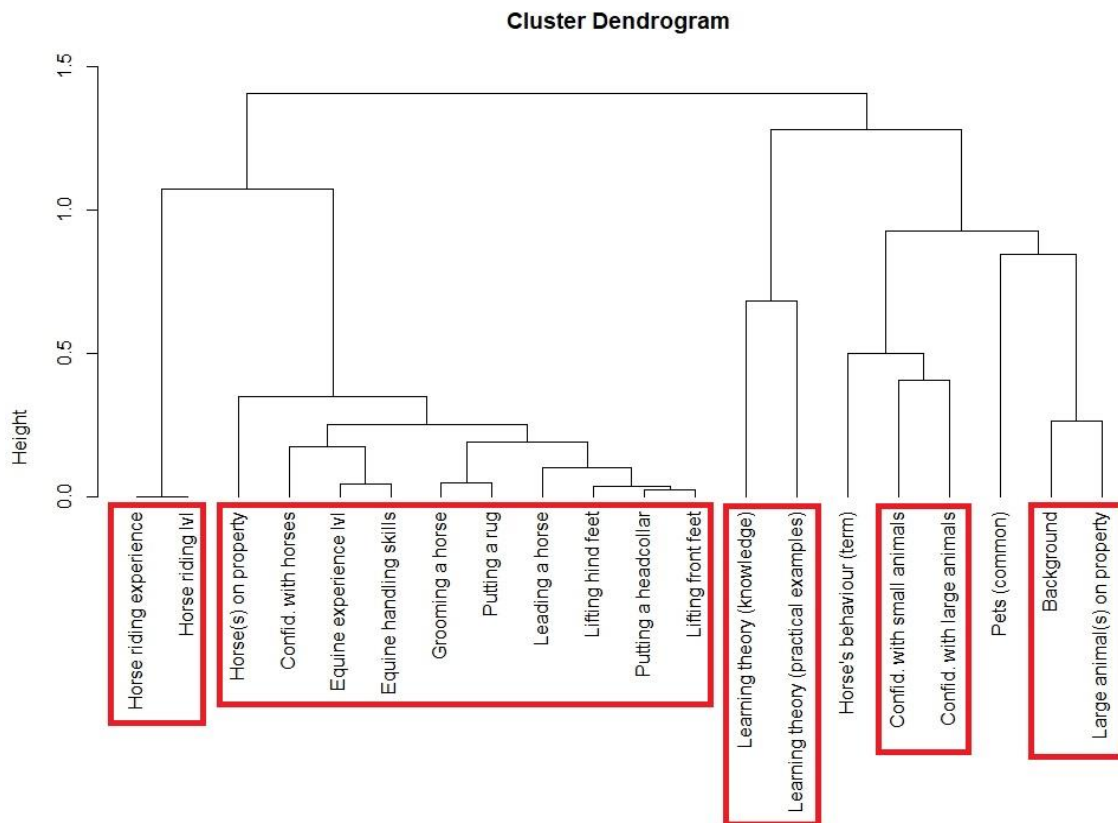 Cluster Dendrogram
Height
1.5
1.0
0.5
0.0
Horse riding experience
Horse riding lvl
Horse(s) on property
Confid. with horses
Equine experience lvl
Equine handling skills
Grooming a horse
Putting a rug
Leading a horse
Lifting hind feet
Putting a headcollar
Lifting front feet
Learning theory (knowledge)
Learning theory (practical examples)
Horse's behaviour (term)
Confid. with small animals
Confid. with large animals
Pets (common)
Background
Large animal(s) on property